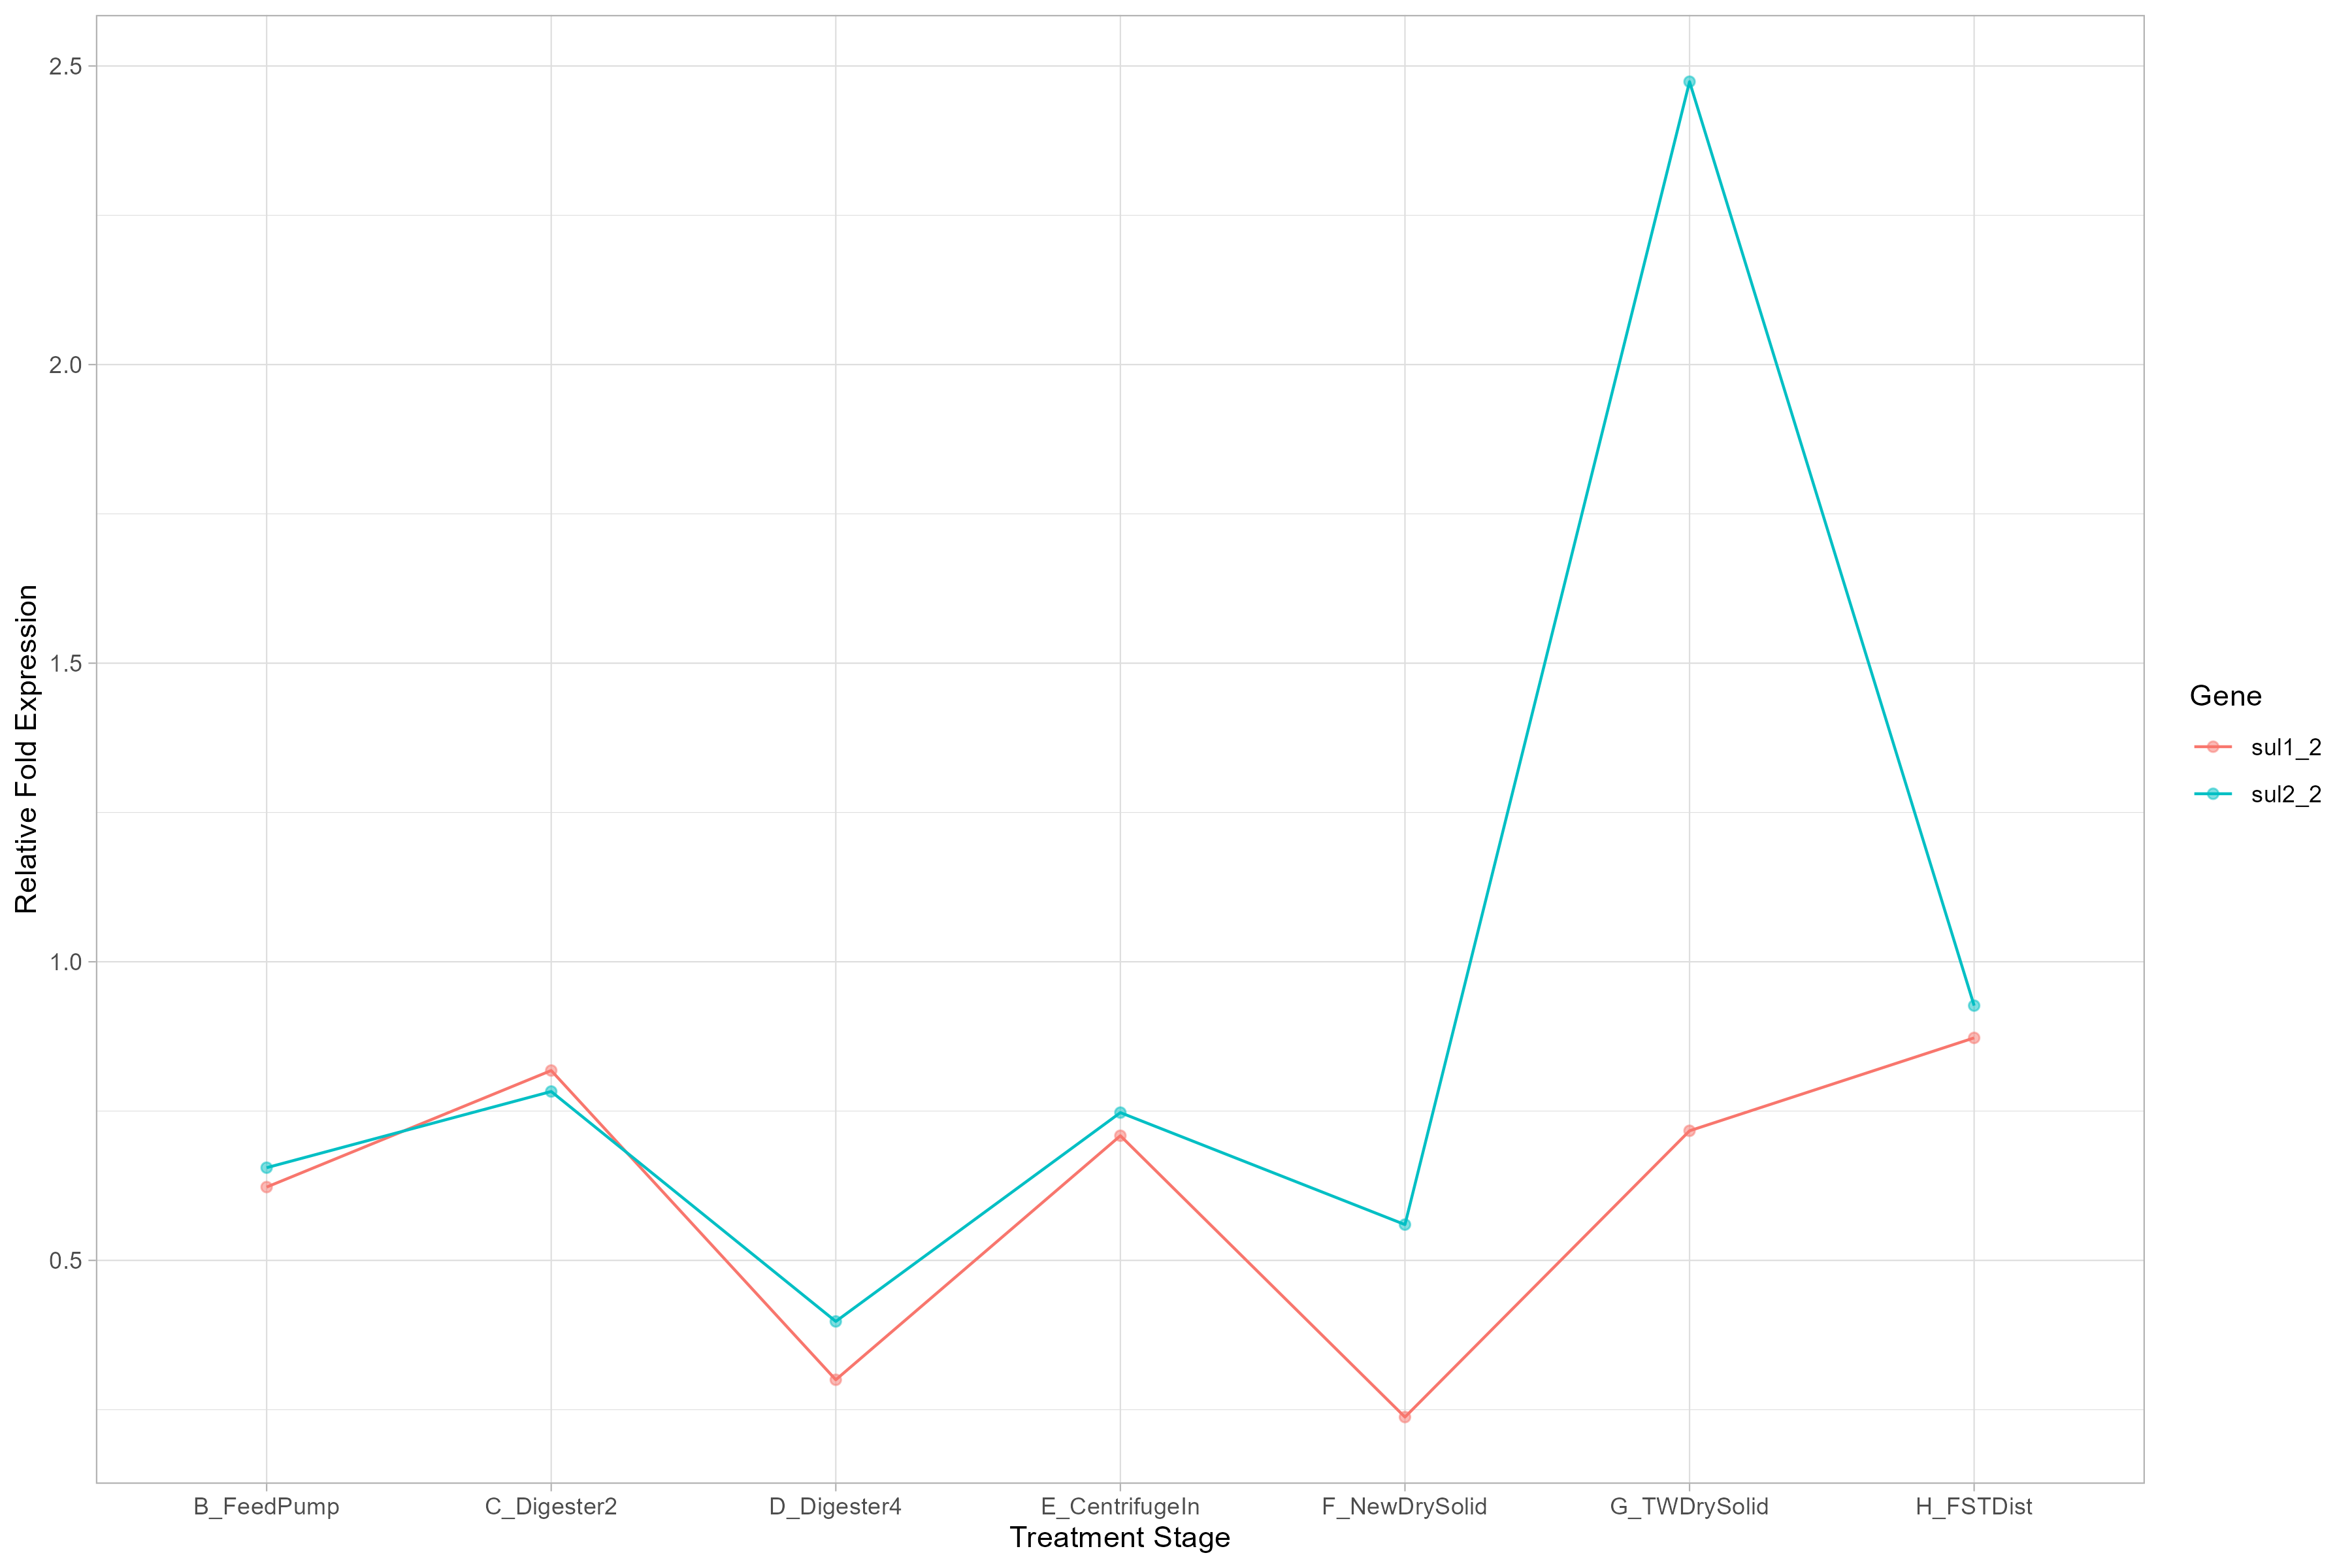 2.5
2.0
1.5
1.0
0.5
Relative Fold Expression
B_FeedPump C_Digester2 D_Digester4 E_CentrifugeIn F_NewDrySolid G_TWDrySolid H_FSTDist
Treatment Stage
Gene
sul1_2
sul2_2